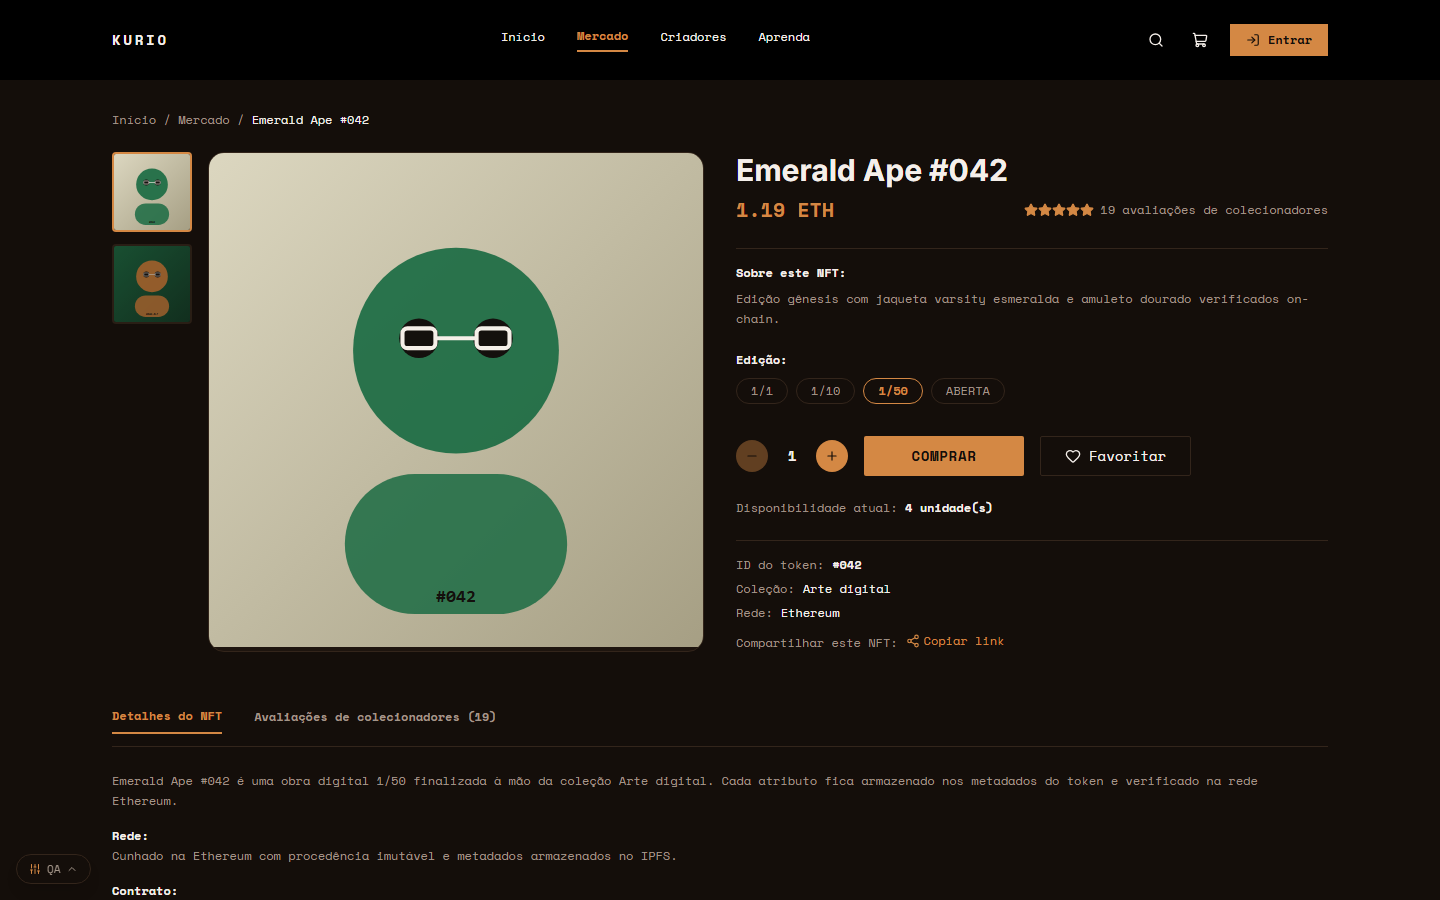 KURIO
Início
Mercado
Criadores
Aprenda
Entrar
Início / Mercado / Emerald Ape #042
#042
Emerald Ape #042
1.19 ETH
19 avaliações de colecionadores
Sobre este NFT:
Edição gênesis com jaqueta varsity esmeralda e amuleto dourado verificados on-
chain.
Edição:
1/1
1/10
1/50
ABERTA
1
COMPRAR
Favoritar
Disponibilidade atual: 4 unidade(s)
ID do token: #042
Coleção: Arte digital
Rede: Ethereum
Compartilhar este NFT: Copiar link
Detalhes do NFT
Avaliações de colecionadores (19)
Emerald Ape #042 é uma obra digital 1/50 finalizada à mão da coleção Arte digital. Cada atributo fica armazenado nos metadados do token e verificado na rede
Ethereum.
Rede:
Cunhado na Ethereum com procedência imutável e metadados armazenados no IPFS.
Contrato:
QA